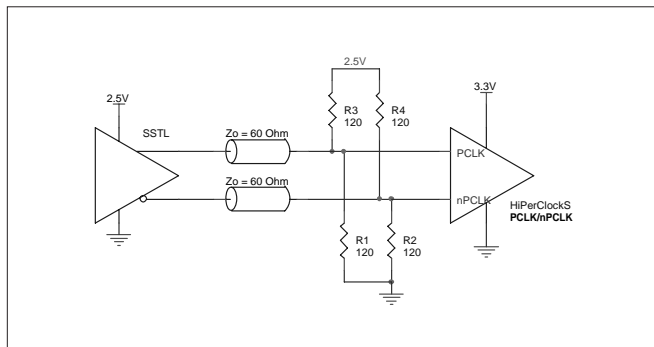 2.5V
3.3V
2.5V
R3
120
R4
120
SSTL
Zo = 60 Ohm
PCLK
Zo = 60 Ohm
nPCLK
HiPerClockS
PCLK/nPCLK
R1
120
R2
120